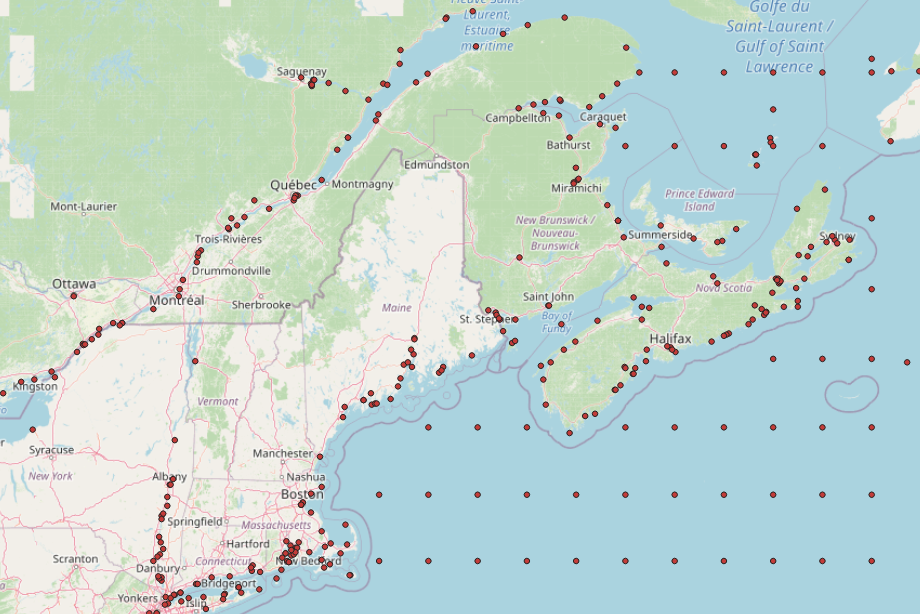 Laurent,
Estuaire
maritime
Golfe du
Saint-Laurent /
Gulf of Saint
Lawrence
Saguenay
Campbellton
Caraquet
Bathurst
Edmundston
Québec
Montmagny
Miramichi
Mont-Laurier
Prince Edward
Island
New Brunswick /
Nouveau-
Brunswick
Summerside
Sydney
Trois-Rivières
Drummondville
Ottawa
Montréal
Sherbrooke
Nova Scotia
Saint John
Maine
St. Stephen
Bay of
Fundy
Halifax
Kingston
Vermont
Syracuse
New York
Manchester
Albany
Nashua
Boston
Springfield
Massachusetts
Hartford
Scranton
Connecticut
New Bedford
Danbury
Bridgeport
Yonkers
Islip